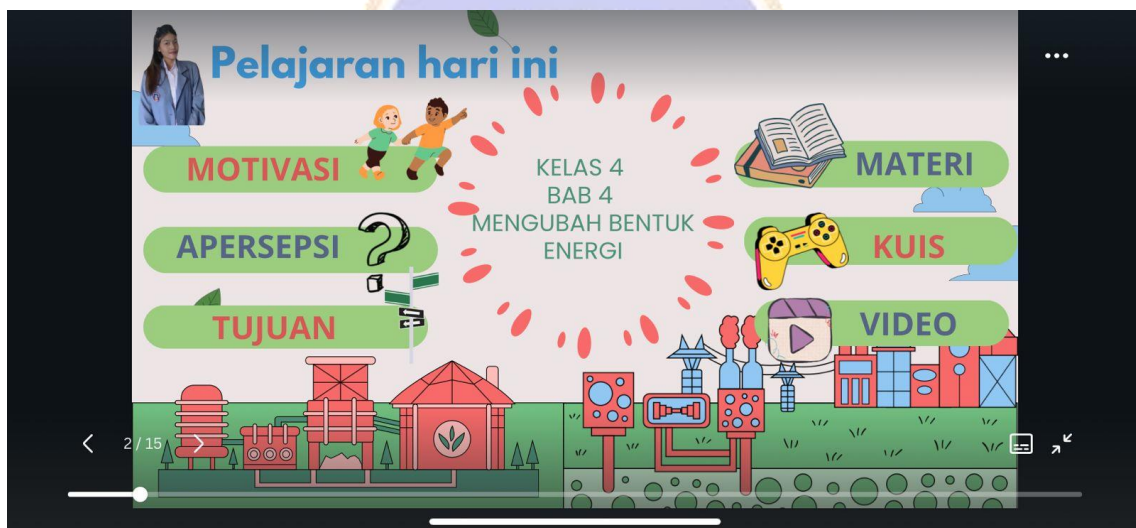 Pelajaran hari ini
MOTIVASI
APERSEPSI
TUJUAN
KELAS 4
BAB 4
MENGUBAH BENTUK
ENERGI
MATERI
KUIS
VIDEO
2/15